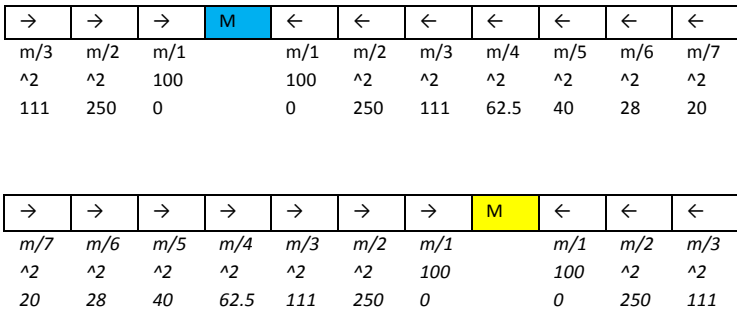 → → → M ← ← ← ← ← ← ←
m/3 m/2 m/1 m/1 m/2 m/3 m/4 m/5 m/6 m/7
^2 ^2 100 100 ^2 ^2 ^2 ^2 ^2 ^2
111 250 0 0 250 111 62.5 40 28 20
→ → → → → → → M ← ← ←
m/7 m/6 m/5 m/4 m/3 m/2 m/1 m/1 m/2 m/3
^2 ^2 ^2 ^2 ^2 ^2 100 100 ^2 ^2
20 28 40 62.5 111 250 0 0 250 111